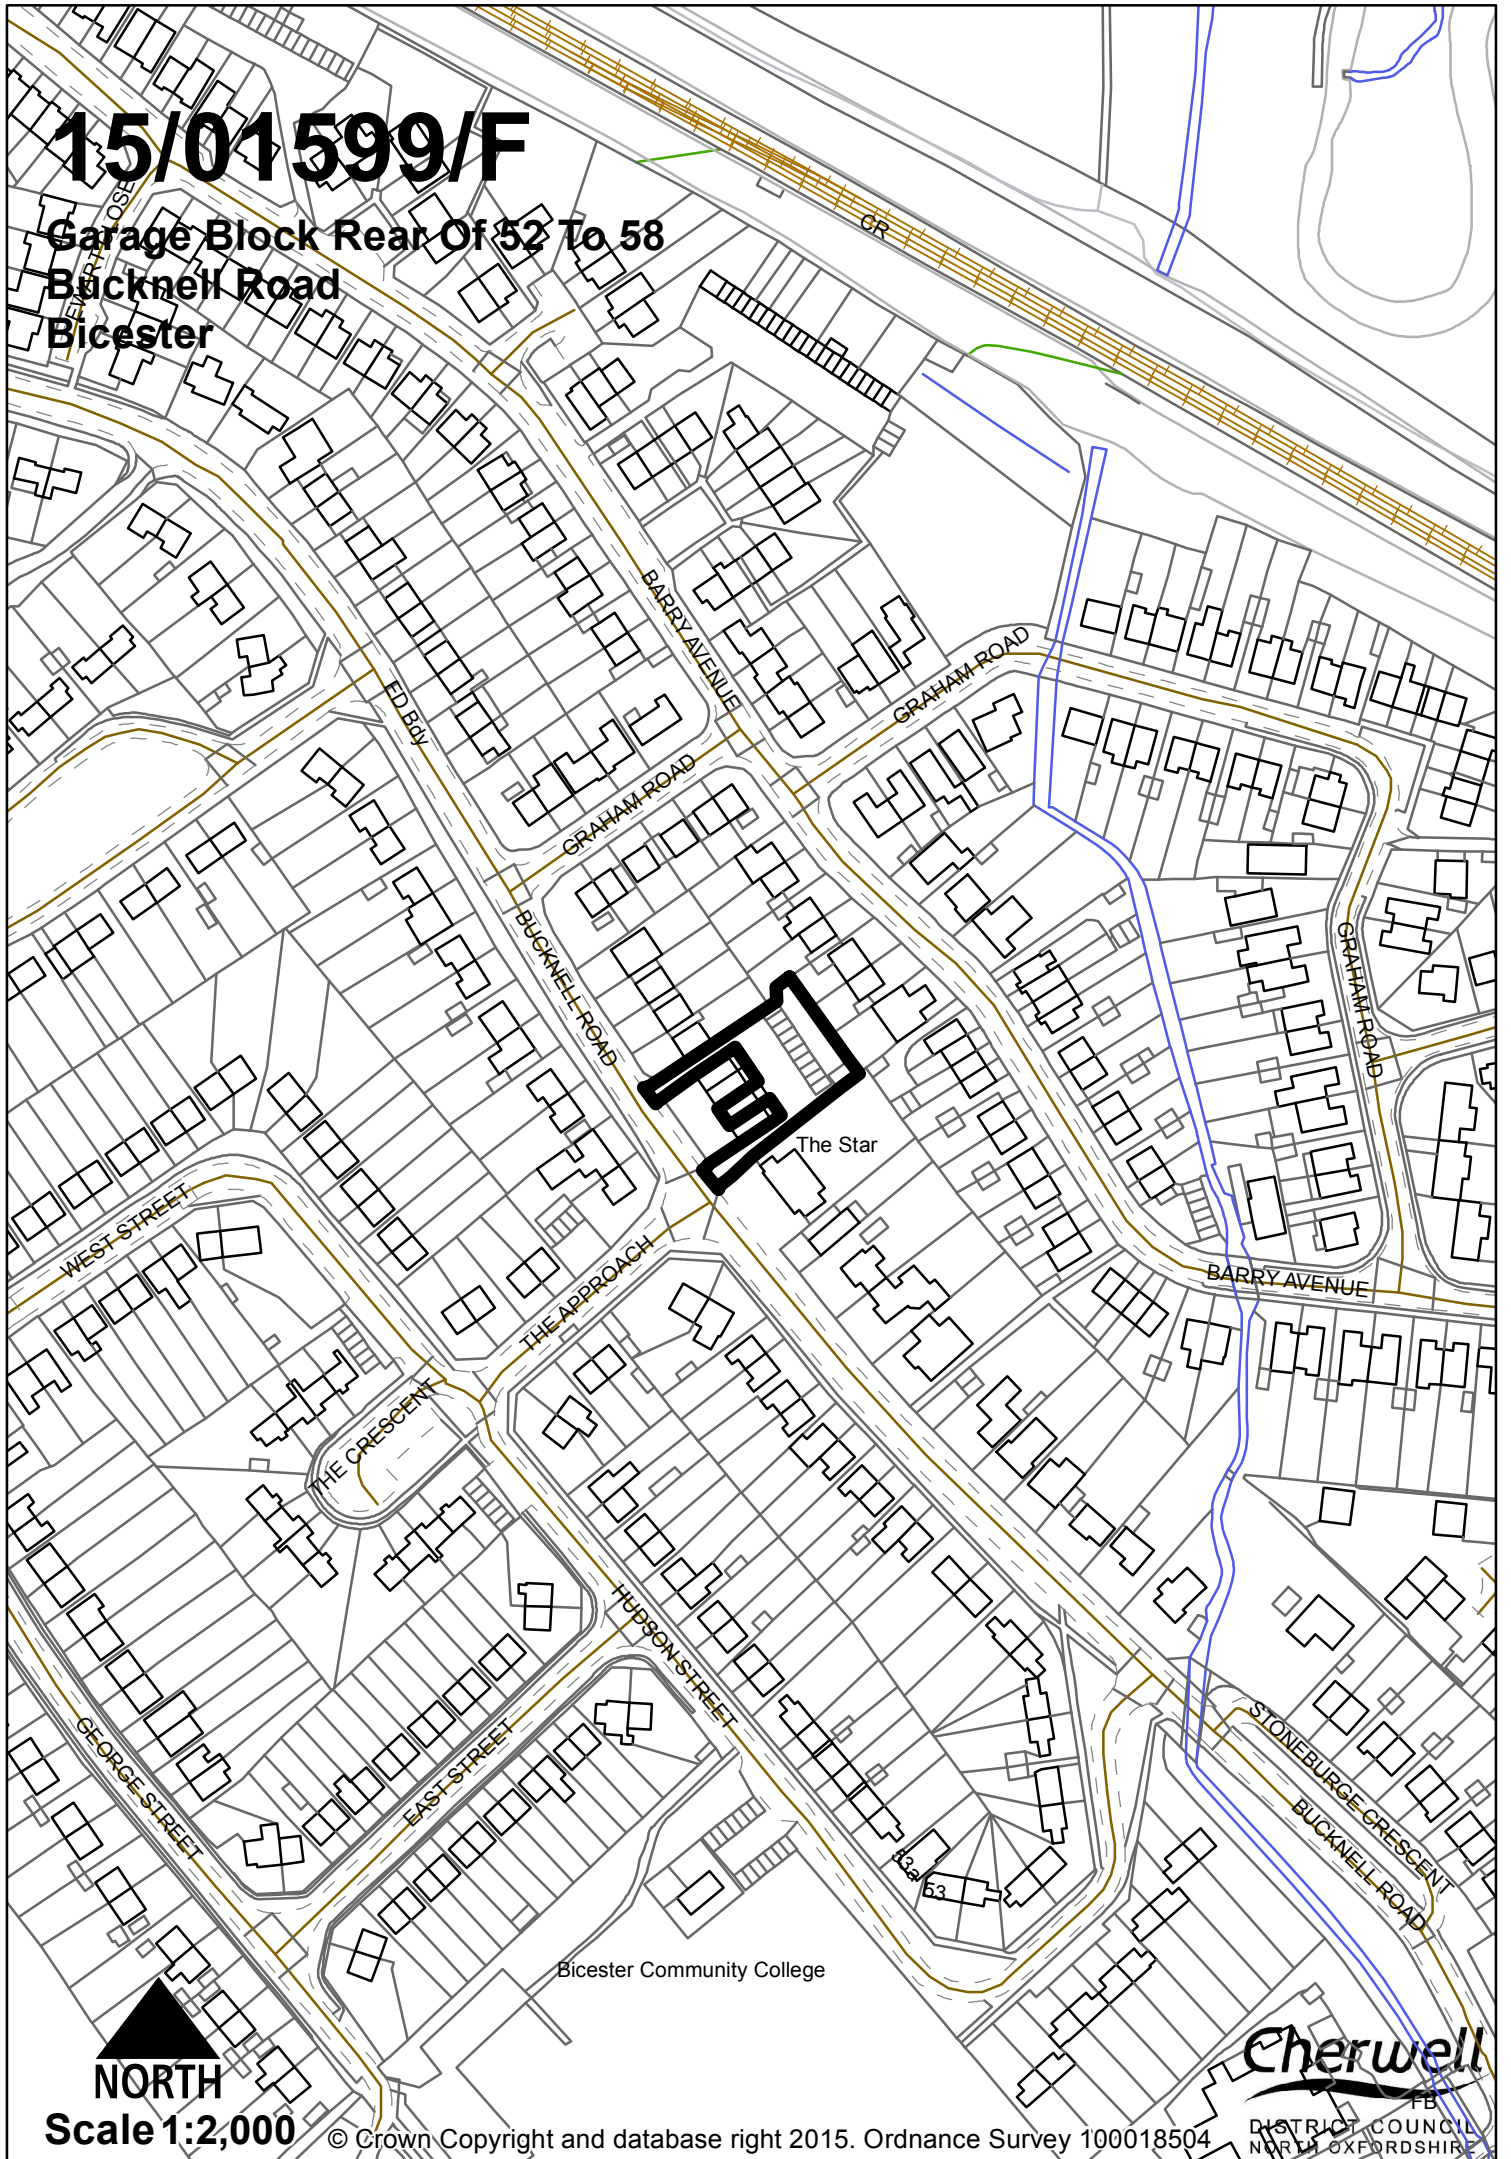 15/01599/F
Garage Block Rear Of 52 To 58
Bucknell Road
Bicester
CR
BARRY AVENUE
GRAHAM ROAD
ED Bdy
GRAHAM ROAD
BUCKNELL ROAD
GRAHAM ROAD
The Star
WEST STREET
THE APPROACH
BARRY AVENUE
THE CRESCENT
HUDSON STREET
GEORGE STREET
EAST STREET
STONEBURGE CRESCENT
BUCKNELL ROAD
53a
53
Bicester Community College
NORTH
Scale 1:2,000
© Crown Copyright and database right 2015. Ordnance Survey 100018504
Cherwell
FB
DISTRICT COUNCIL
NORTH OXFORDSHIRE